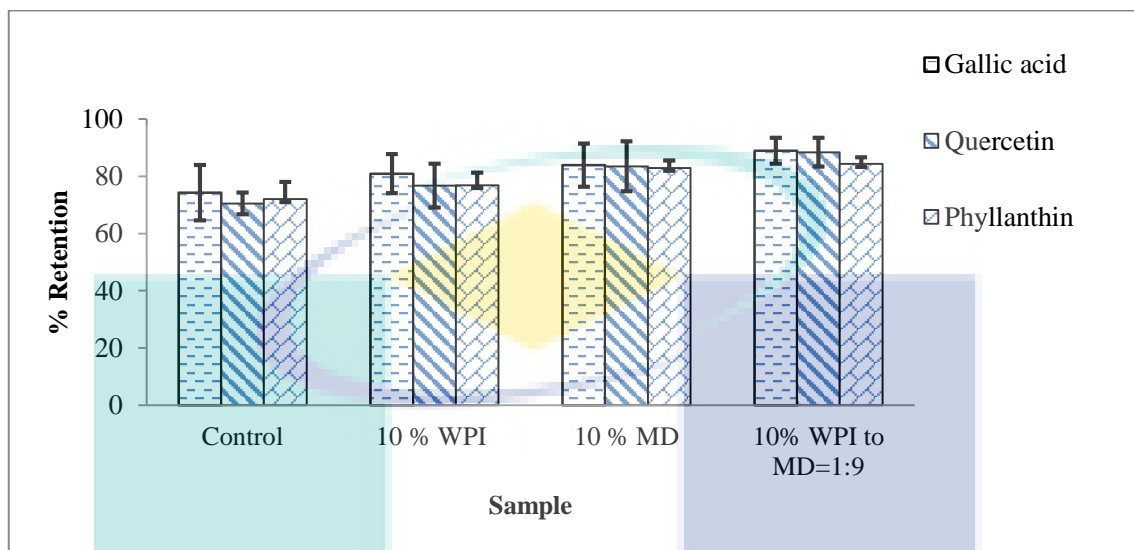 Gallic acid
Quercetin
Phyllanthin
% Retention
100
80
60
40
20
0
Control
10 % WPI
10 % MD
10% WPI to
MD=1:9
Sample